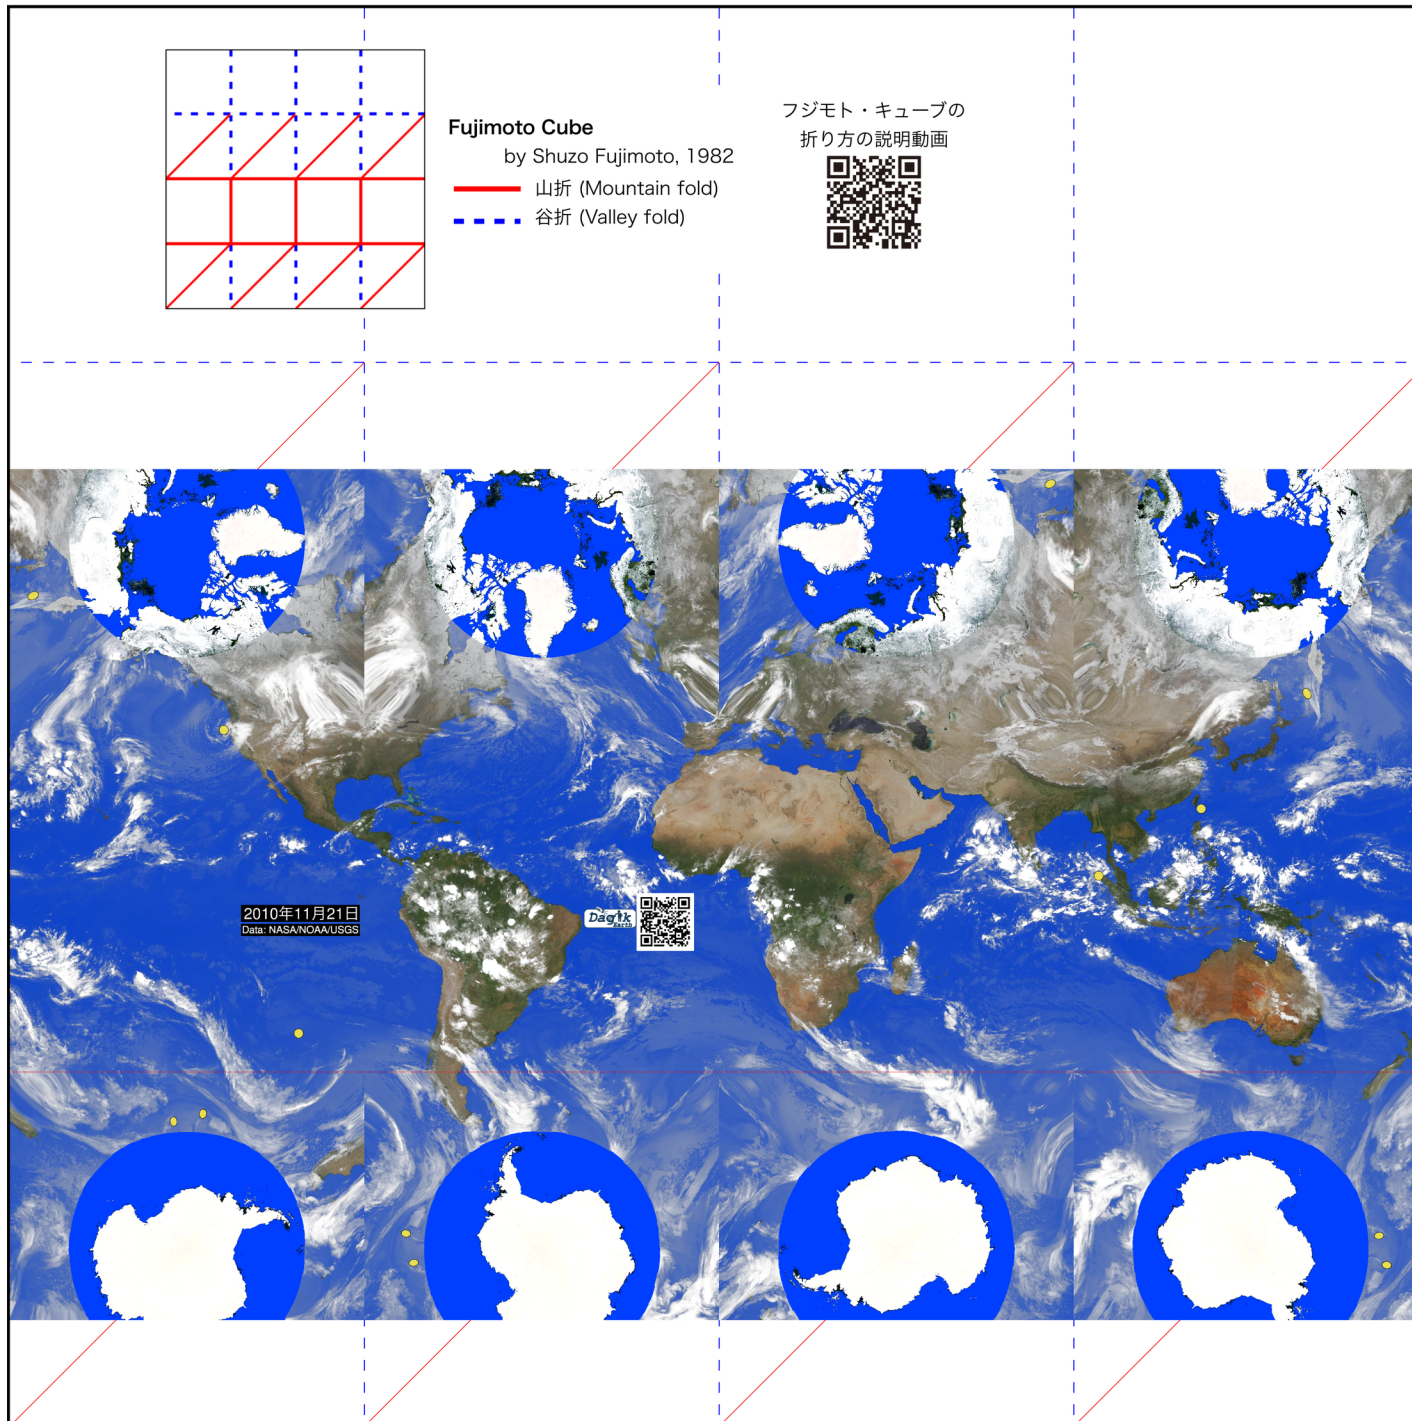 Fujimoto Cube
by Shuzo Fujimoto, 1982
山折 (Mountain fold)
谷折 (Valley fold)
フジモト・キューブの
折り方の説明動画
2010年11月21日
Data: NASA/NOAA/USGS
Dagik
Earth